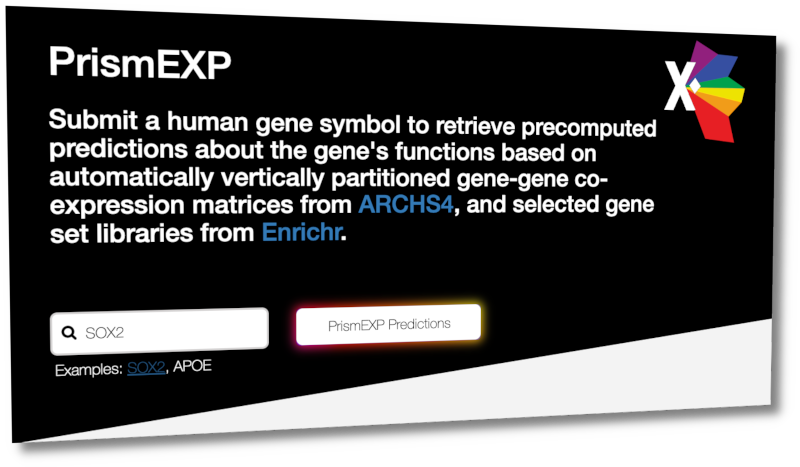 PrismEXP
X
Submit a human gene symbol to retrieve precomputed
predictions about the gene's functions based on
automatically vertically partitioned gene-gene co-
expression matrices from ARCHS4, and selected gene
set libraries from Enrichr.
SOX2
PrismEXP Predictions
Examples: SOX2, APOE